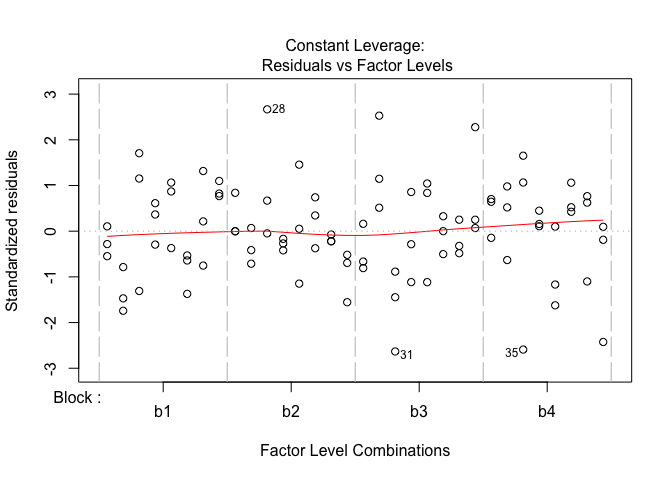 Constant Leverage:
Residuals vs Factor Levels
Standardized residuals
3
2
1
0
-1
-2
-3
28
31
35
Block :
b1
b2
b3
b4
Factor Level Combinations